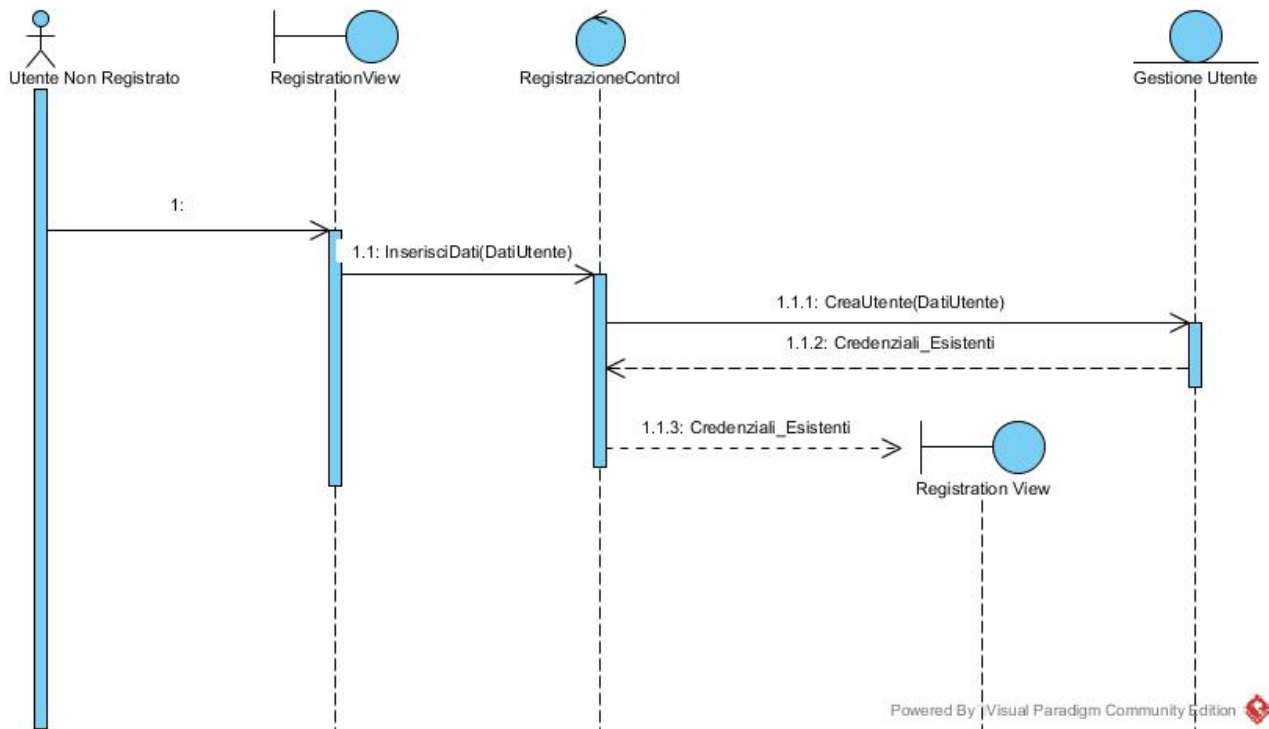 Utente Non Registrato
RegistrationView
RegistrazioneControl
Gestione Utente
1:
1.1: InserisciDati(DatiUtente)
1.1.1: CreaUtente(DatiUtente)
1.1.2: Credenziali_Esistenti
1.1.3: Credenziali_Esistenti
Registration View
Powered By Visual Paradigm Community Edition